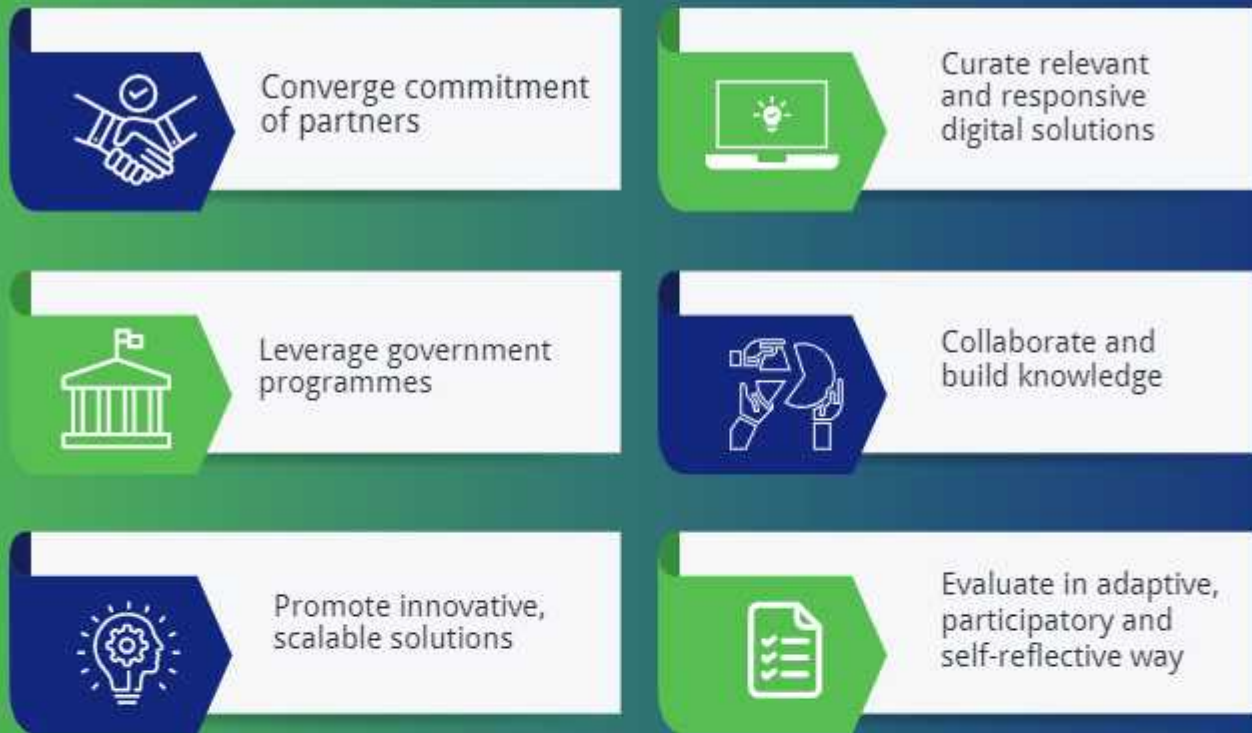 Converge commitment
of partners
Curate relevant
and responsive
digital solutions
Leverage government
programmes
Collaborate and
build knowledge
Promote innovative,
scalable solutions
Evaluate in adaptive,
participatory and
self-reflective way